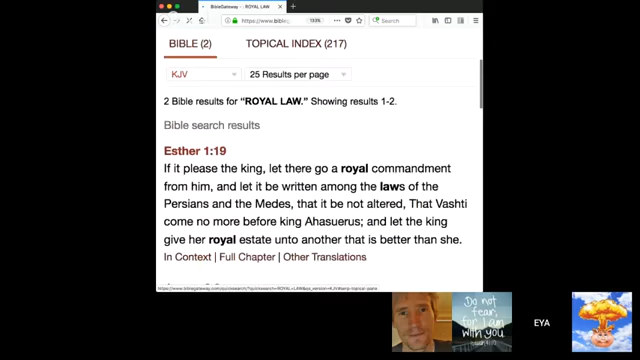 BibleGateway - : ROYAL LAW
https://www.bibleg
133%
Search
BIBLE (2)
TOPICAL INDEX (217)
KJV
25 Results per page
2 Bible results for “ROYAL LAW.” Showing results 1-2.
Bible search results
Esther 1:19
If it please the king, let there go a royal commandment
from him, and let it be written among the laws of the
Persians and the Medes, that it be not altered, That Vashti
come no more before king Ahasuerus; and let the king
give her royal estate unto another that is better than she.
In Context | Full Chapter | Other Translations
Do not
fear,
for I am
with you
EYA